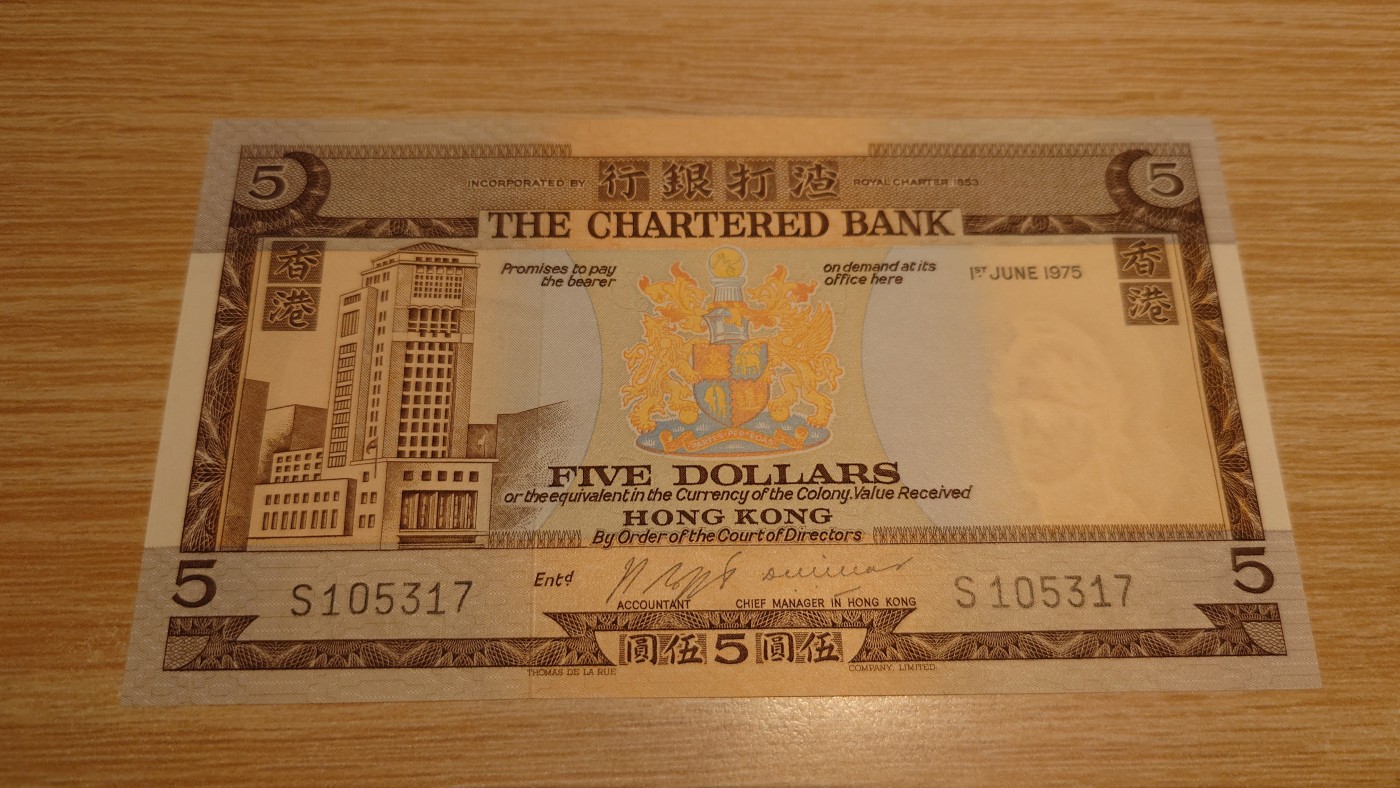 5 5
INCORPORATED BY 行銀打渣 ROYAL CHARTER 1853
THE CHARTERED BANK
香港
香港
Promises to pay the bearer
on demand at its office here
1ST JUNE 1975
FIVE DOLLARS
or the equivalent in the Currency of the Colony. Value Received
HONG KONG
By Order of the Court of Directors
5 5
S105317 Entd S105317
ACCOUNTANT CHIEF MANAGER IN HONG KONG
圓伍5圓伍
THOMAS DE LA RUE COMPANY, LIMITED.